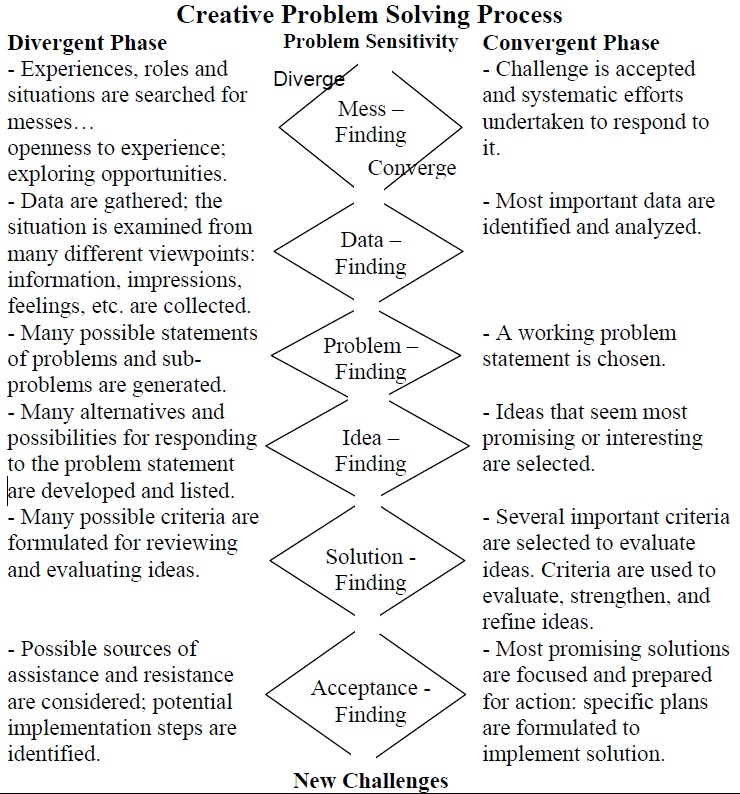 Creative Problem Solving Process
Divergent Phase
- Experiences, roles and
situations are searched for
messes…
openness to experience;
exploring opportunities.
- Data are gathered; the
situation is examined from
many different viewpoints:
information, impressions,
feelings, etc. are collected.
- Many possible statements
of problems and sub-
problems are generated.
- Many alternatives and
possibilities for responding
to the problem statement
are developed and listed.
- Many possible criteria are
formulated for reviewing
and evaluating ideas.
- Possible sources of
assistance and resistance
are considered; potential
implementation steps are
identified.
Problem Sensitivity
Diverge
Mess –
Finding
Converge
Data –
Finding
Problem –
Finding
Idea –
Finding
Solution -
Finding
Acceptance -
Finding
New Challenges
Convergent Phase
- Challenge is accepted
and systematic efforts
undertaken to respond to
it.
- Most important data are
identified and analyzed.
- A working problem
statement is chosen.
- Ideas that seem most
promising or interesting
are selected.
- Several important criteria
are selected to evaluate
ideas. Criteria are used to
evaluate, strengthen, and
refine ideas.
- Most promising solutions
are focused and prepared
for action: specific plans
are formulated to
implement solution.